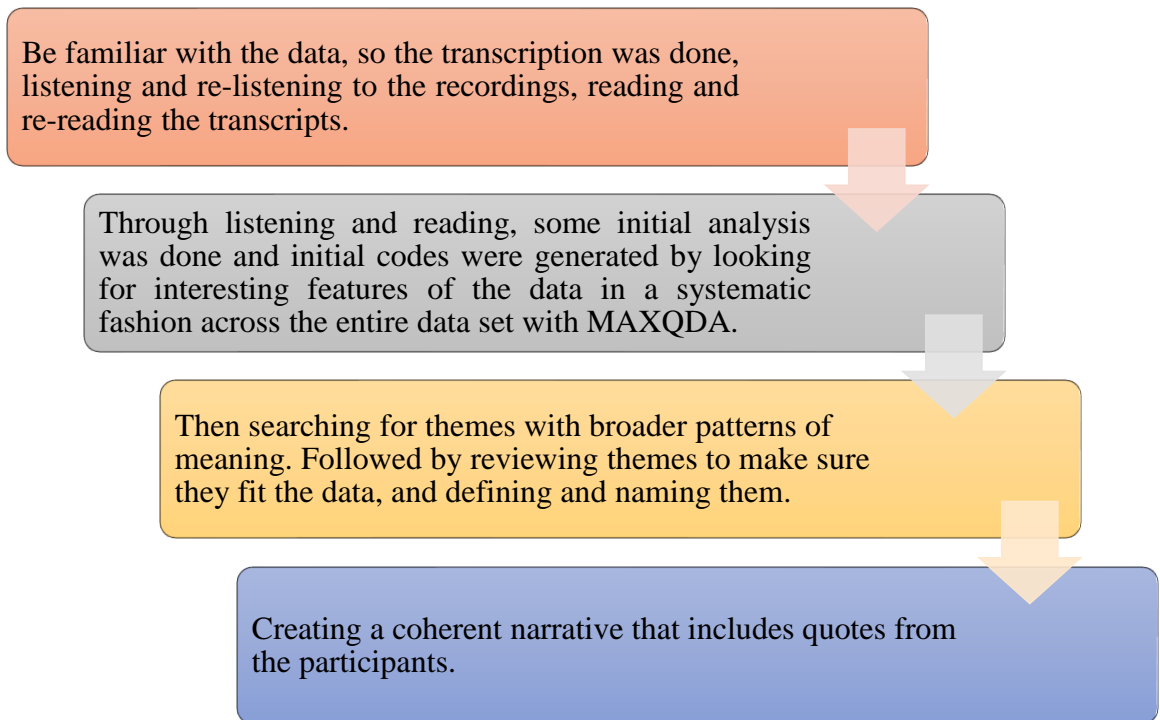 Be familiar with the data, so the transcription was done,
listening and re-listening to the recordings, reading and
re-reading the transcripts.
Through listening and reading, some initial analysis
was done and initial codes were generated by looking
for interesting features of the data in a systematic
fashion across the entire data set with MAXQDA.
Then searching for themes with broader patterns of
meaning. Followed by reviewing themes to make sure
they fit the data, and defining and naming them.
Creating a coherent narrative that includes quotes from
the participants.